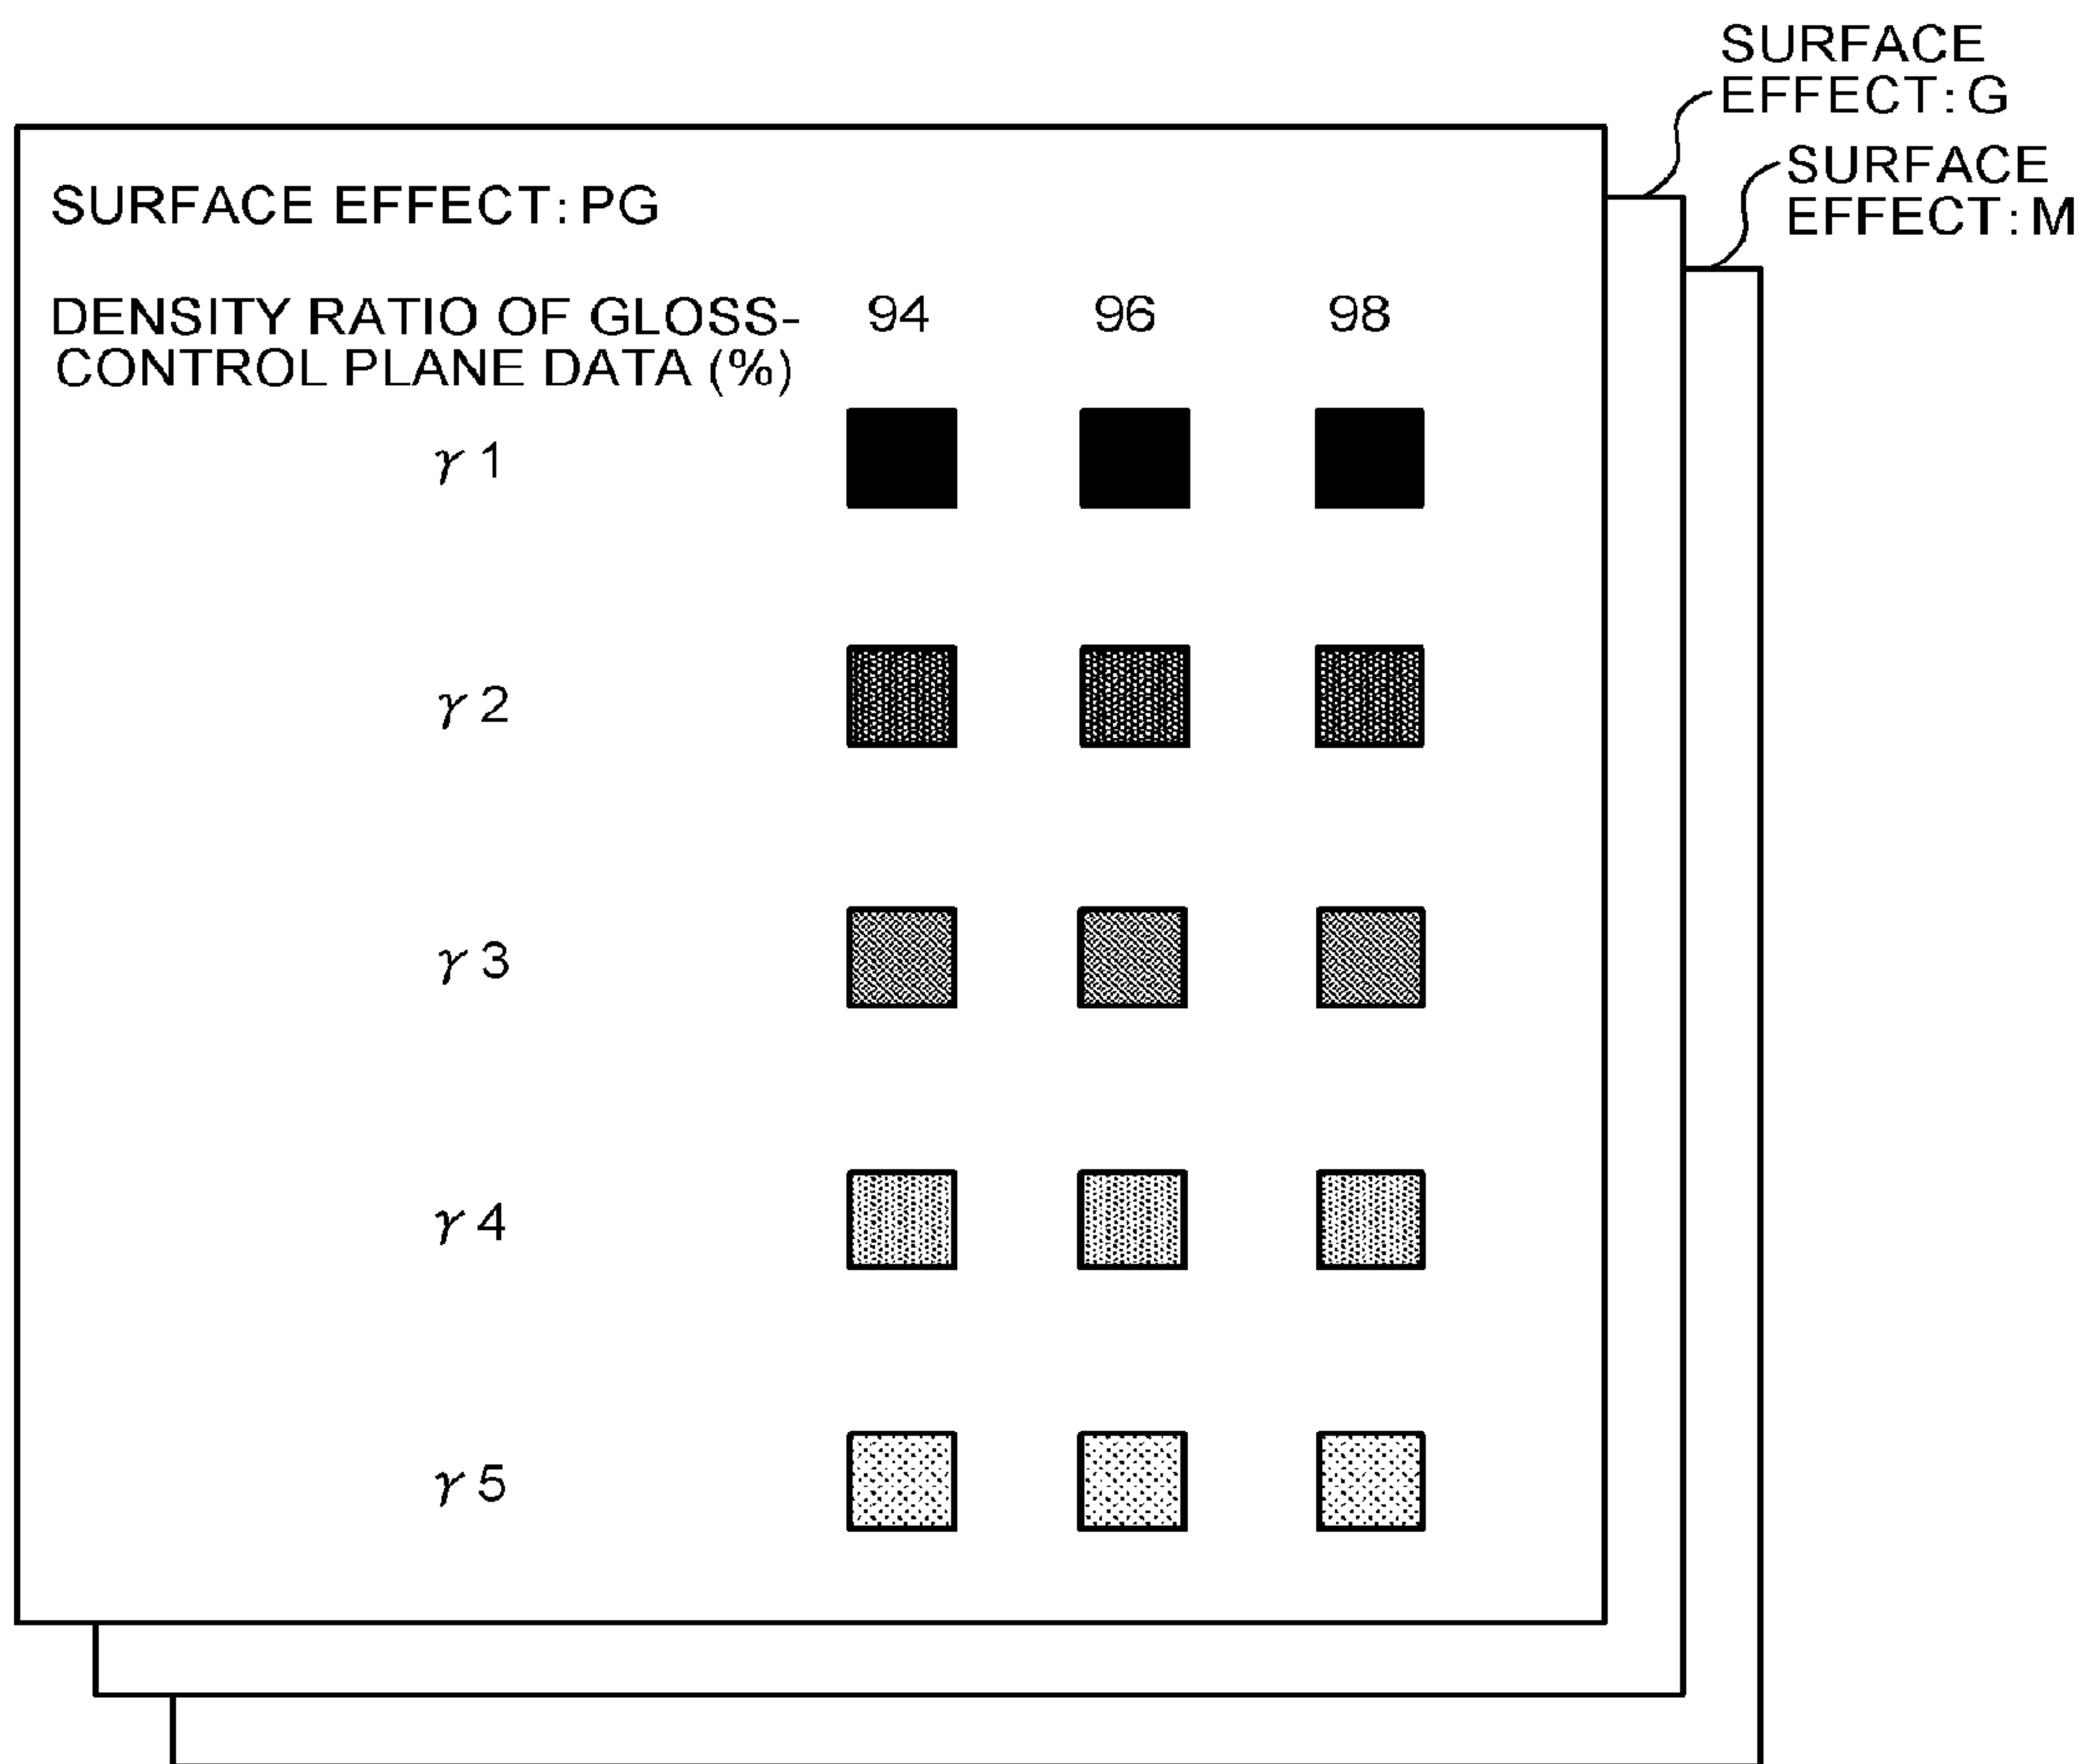 SURFACE
EFFECT:G
SURFACE
EFFECT:M
SURFACE EFFECT:PG
DENSITY RATIO OF GLOSS-
CONTROL PLANE DATA (%)
94 96 98
γ1
γ2
γ3
γ4
γ5